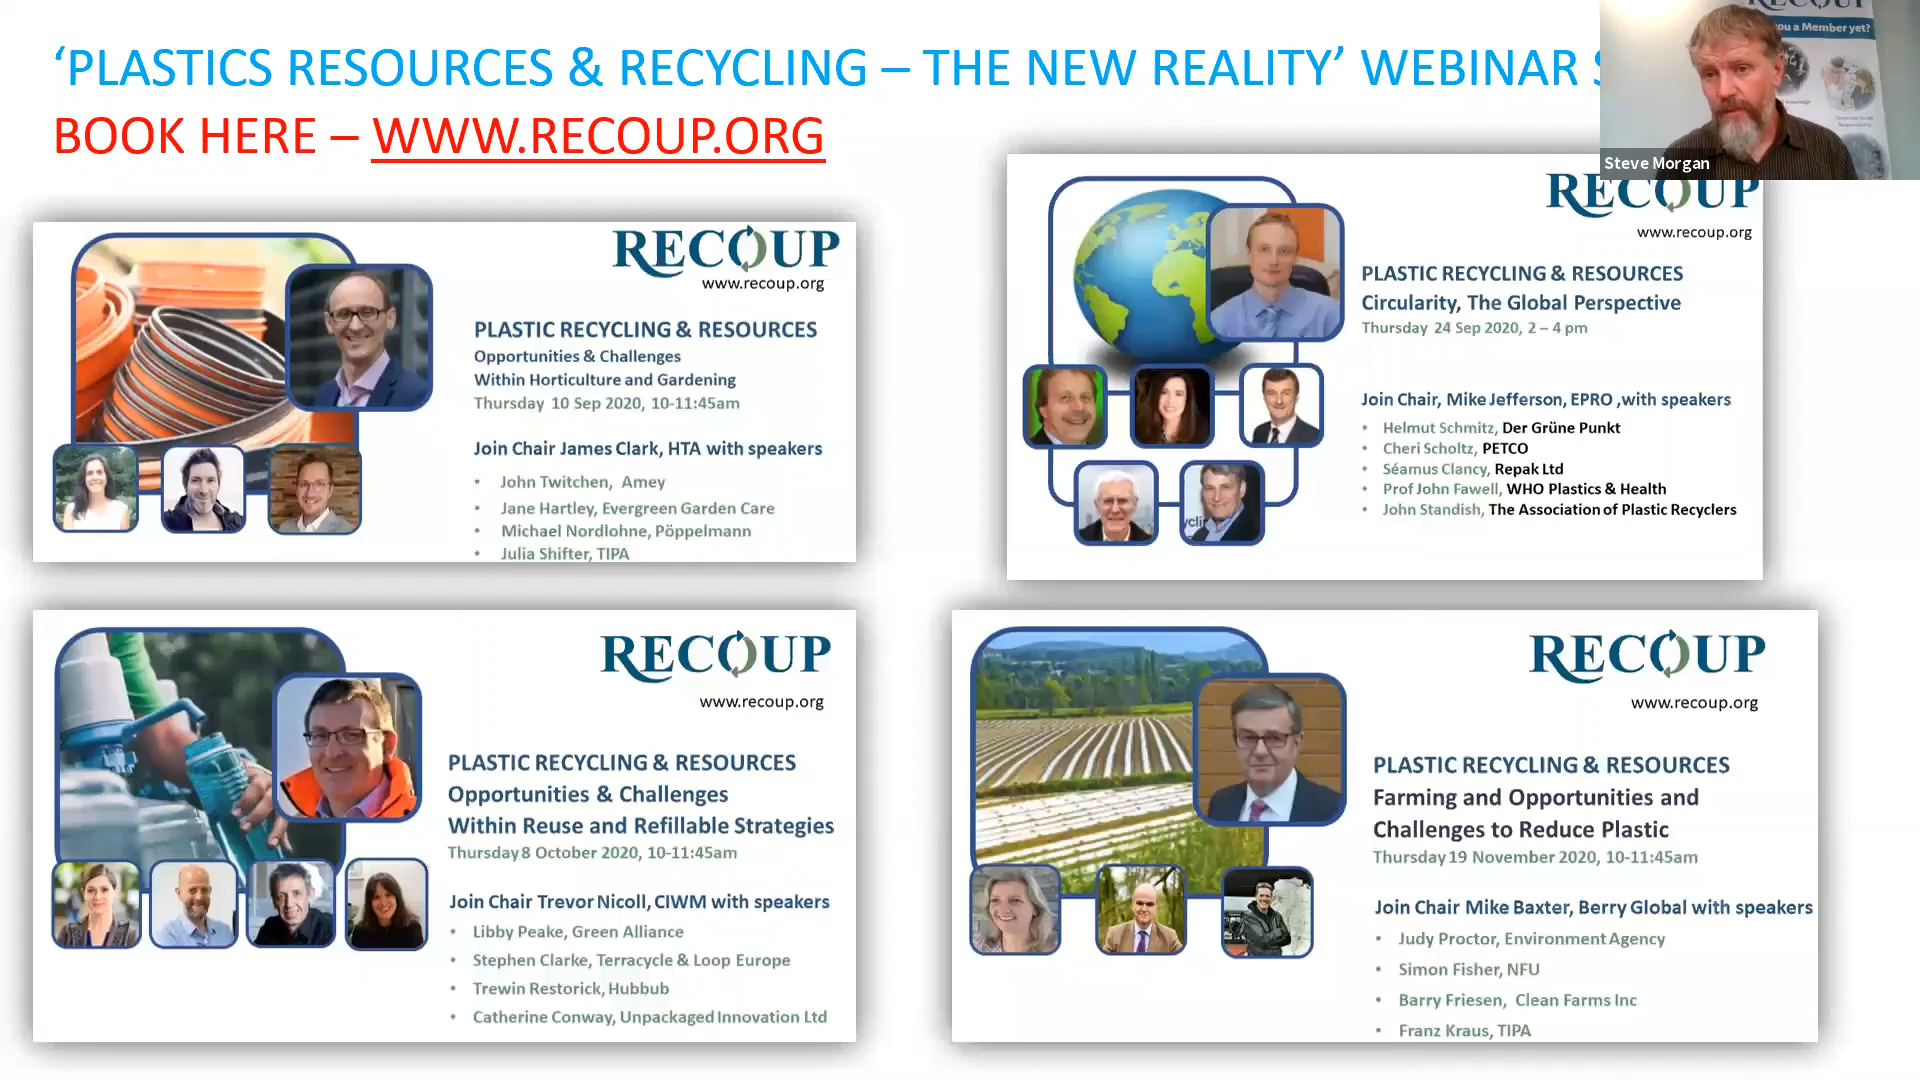 ‘PLASTICS RESOURCES & RECYCLING – THE NEW REALITY’ WEBINAR
BOOK HERE – WWW.RECOUP.ORG
RECOUP
you a Member yet?
Steve Morgan
RECOUP
www.recoup.org
PLASTIC RECYCLING & RESOURCES
Opportunities & Challenges
Within Horticulture and Gardening
Thursday 10 Sep 2020, 10-11:45am
Join Chair James Clark, HTA with speakers
• John Twitchen, Amey
• Jane Hartley, Evergreen Garden Care
• Michael Nordlohne, Pöppelmann
• Julia Shifter, TIPA
RECOUP
www.recoup.org
PLASTIC RECYCLING & RESOURCES
Circularity, The Global Perspective
Thursday 24 Sep 2020, 2 – 4 pm
Join Chair, Mike Jefferson, EPRO ,with speakers
• Helmut Schmitz, Der Grüne Punkt
• Cheri Scholtz, PETCO
• Séamus Clancy, Repak Ltd
• Prof John Fawell, WHO Plastics & Health
• John Standish, The Association of Plastic Recyclers
RECOUP
www.recoup.org
PLASTIC RECYCLING & RESOURCES
Opportunities & Challenges
Within Reuse and Refillable Strategies
Thursday 8 October 2020, 10-11:45am
Join Chair Trevor Nicoll, CIWM with speakers
• Libby Peake, Green Alliance
• Stephen Clarke, Terracycle & Loop Europe
• Trewin Restorick, Hubbub
• Catherine Conway, Unpackaged Innovation Ltd
RECOUP
www.recoup.org
PLASTIC RECYCLING & RESOURCES
Farming and Opportunities and
Challenges to Reduce Plastic
Thursday 19 November 2020, 10-11:45am
Join Chair Mike Baxter, Berry Global with speakers
• Judy Proctor, Environment Agency
• Simon Fisher, NFU
• Barry Friesen, Clean Farms Inc
• Franz Kraus, TIPA